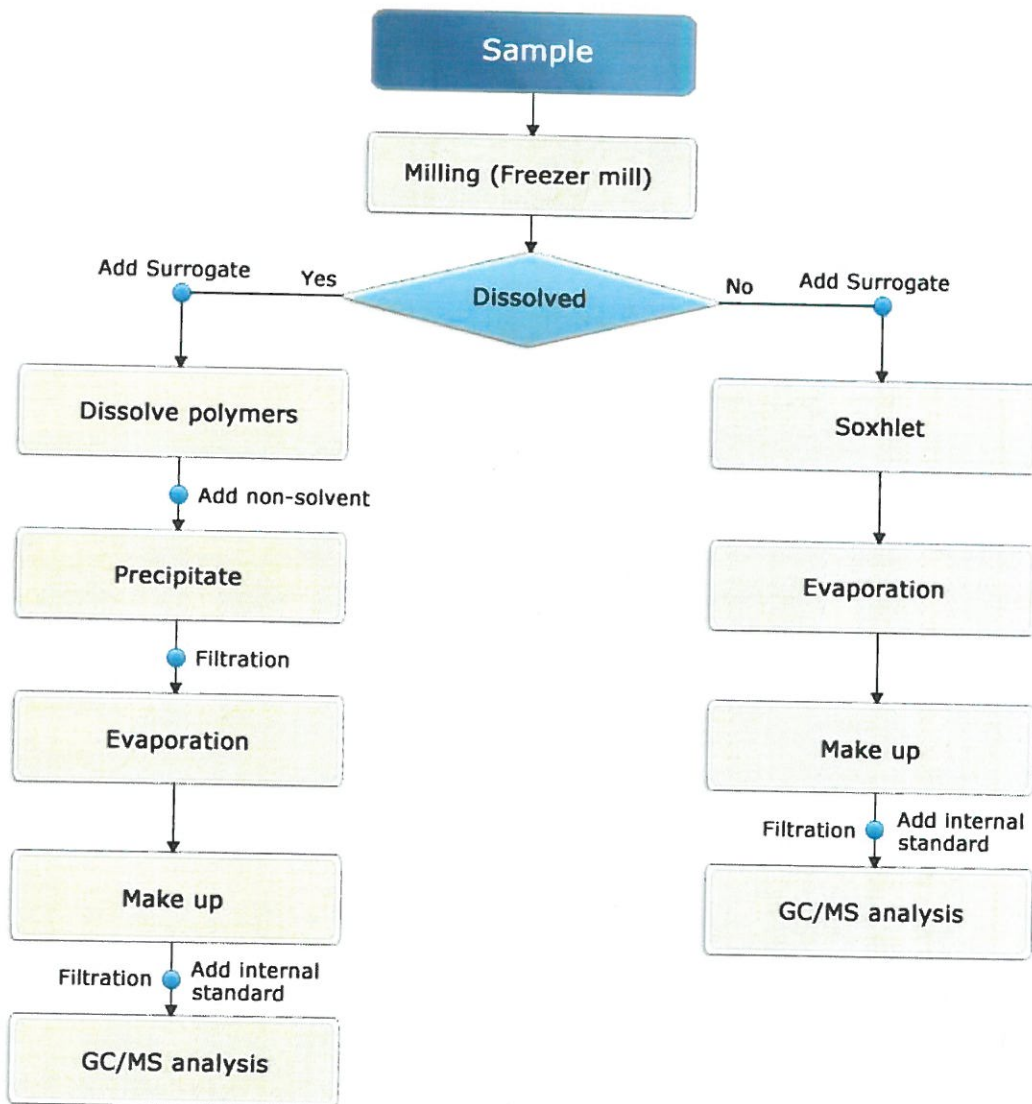 Sample
Milling (Freezer mill)
Add Surrogate
Yes
Dissolved
No
Add Surrogate
Dissolve polymers
Add non-solvent
Precipitate
Filtration
Evaporation
Make up
Filtration
Add internal
standard
GC/MS analysis
Soxhlet
Evaporation
Make up
Filtration
Add internal
standard
GC/MS analysis